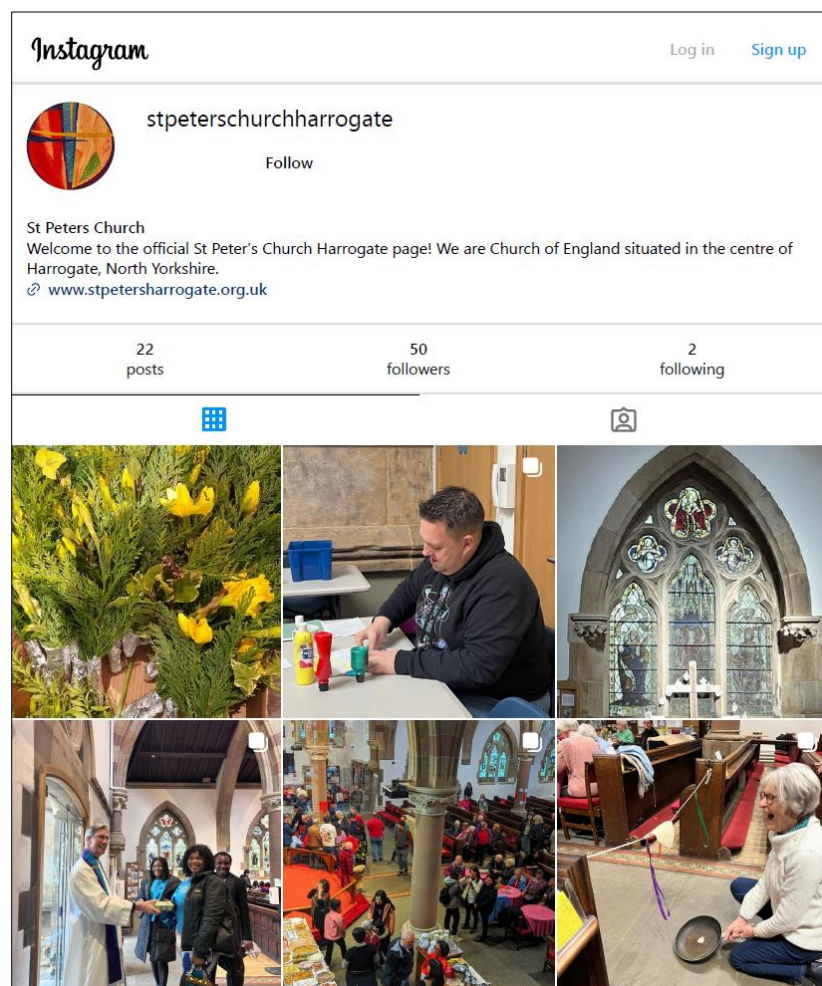 Instagram
Log in
Sign up
stpeterschurchharrogate
Follow
St Peters Church
Welcome to the official St Peter's Church Harrogate page! We are Church of England situated in the centre of
Harrogate, North Yorkshire.
www.stpetersharrogate.org.uk
22
posts
50
followers
2
following